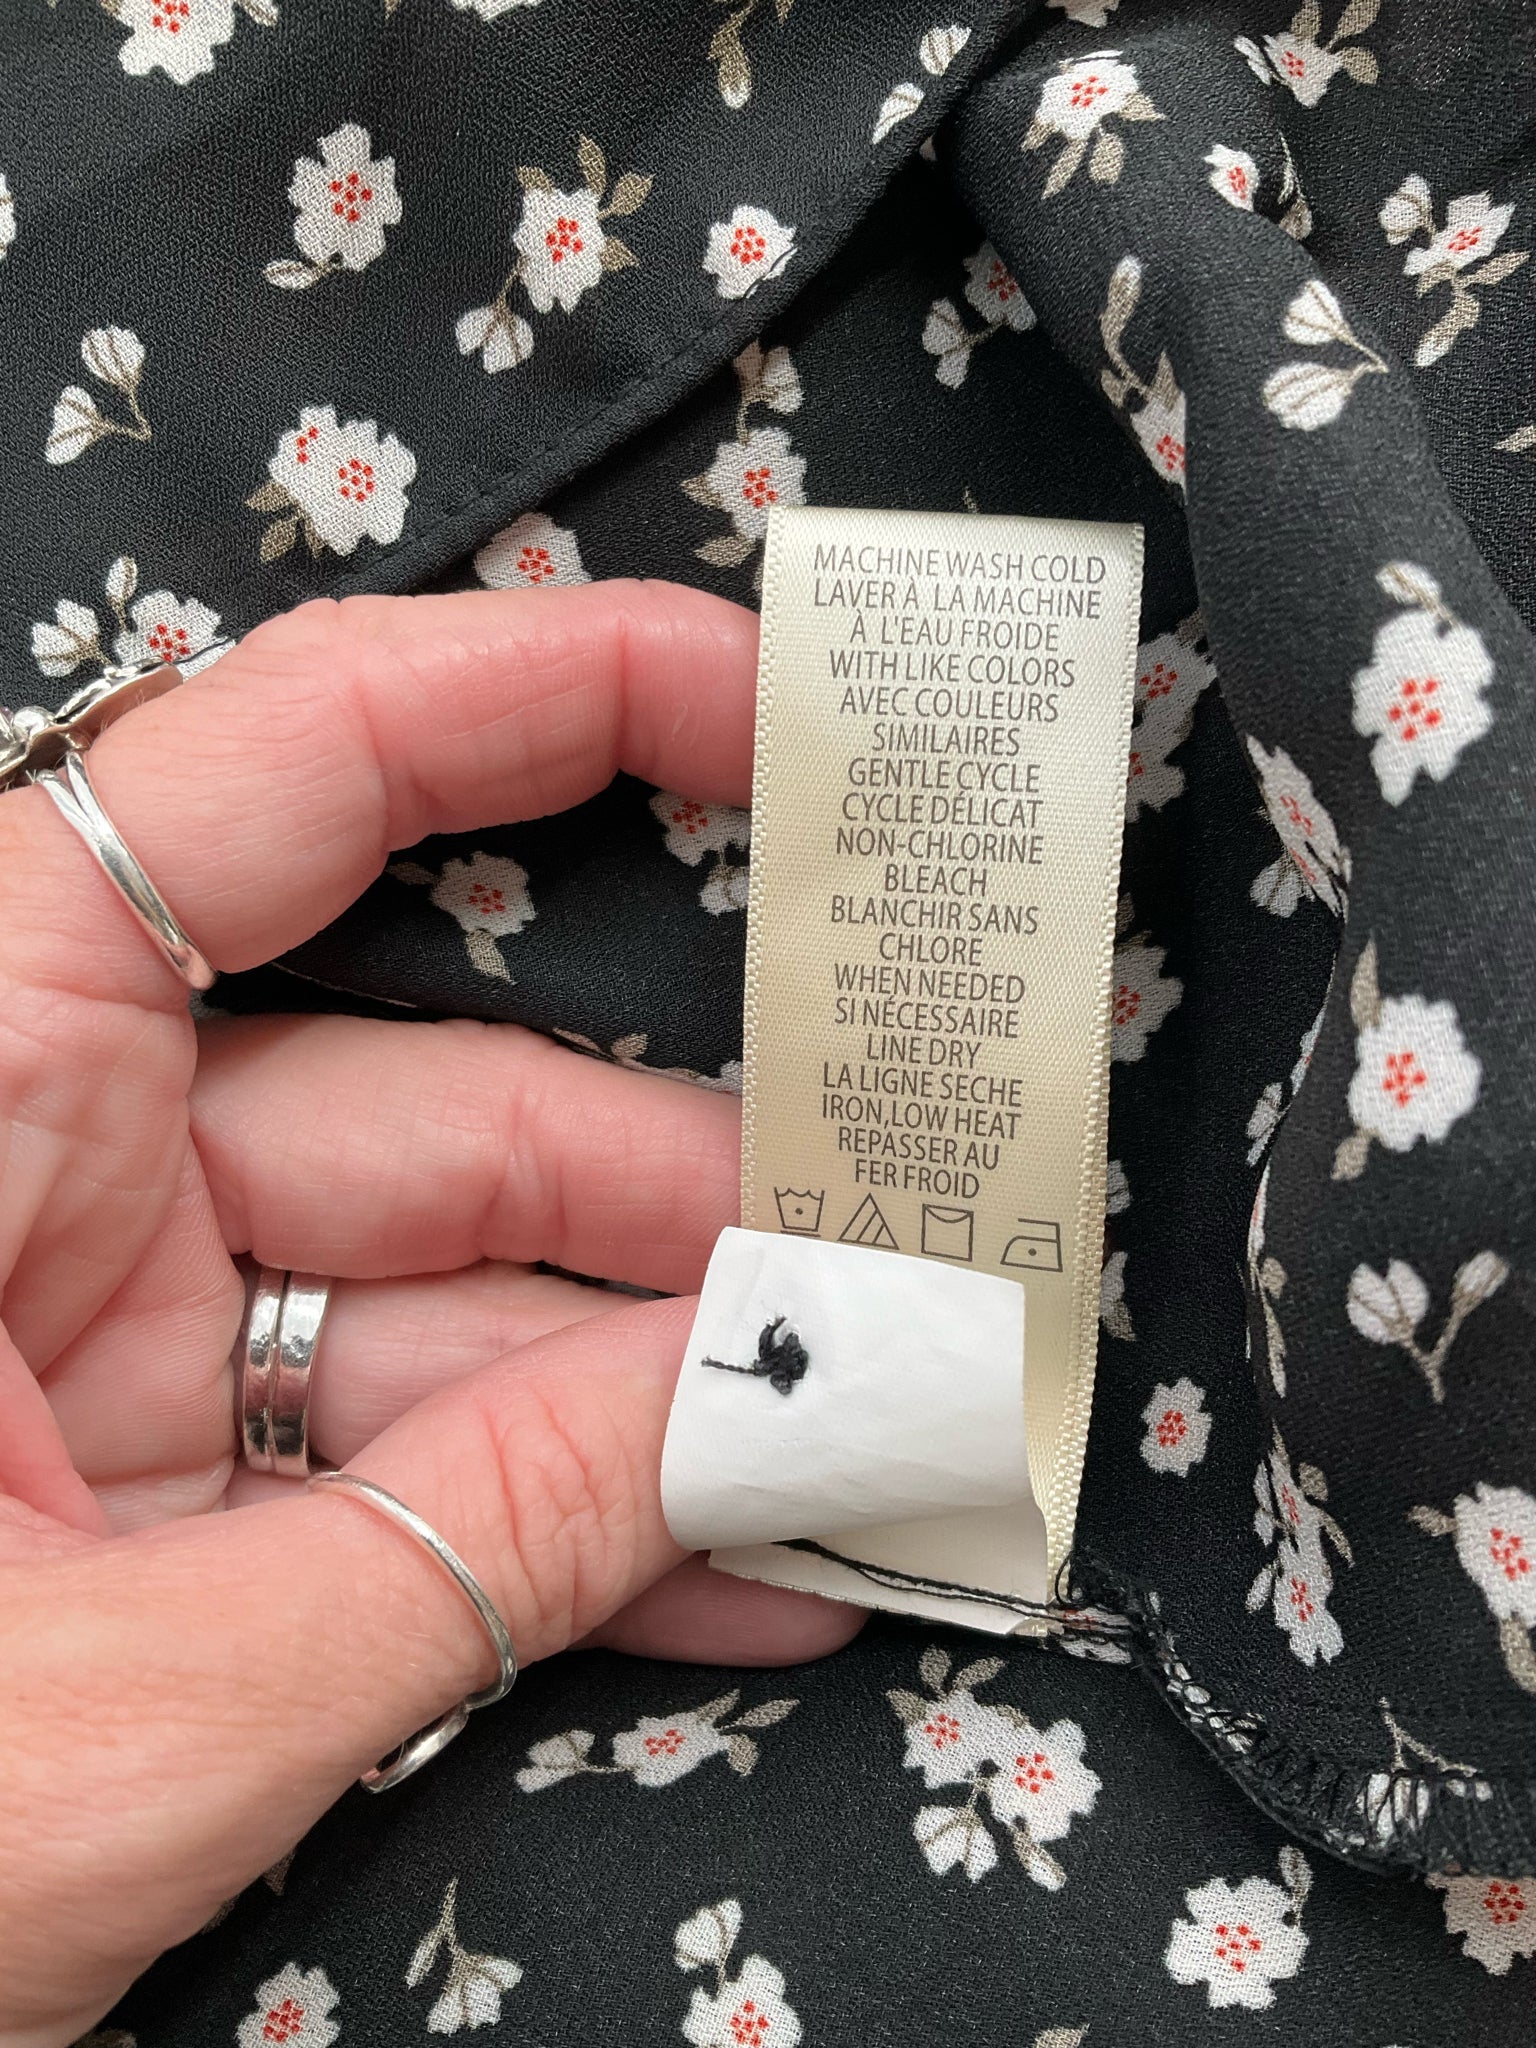 MACHINE WASH COLD
LAVER À LA MACHINE
À L'EAU FROIDE
WITH LIKE COLORS
AVEC COULEURS
SIMILAIRES
GENTLE CYCLE
CYCLE DÉLICAT
NON-CHLORINE
BLEACH
BLANCHIR SANS
CHLORE
WHEN NEEDED
SI NÉCESSAIRE
LINE DRY
LA LIGNE SECHE
IRON,LOW HEAT
REPASSER AU
FER FROID